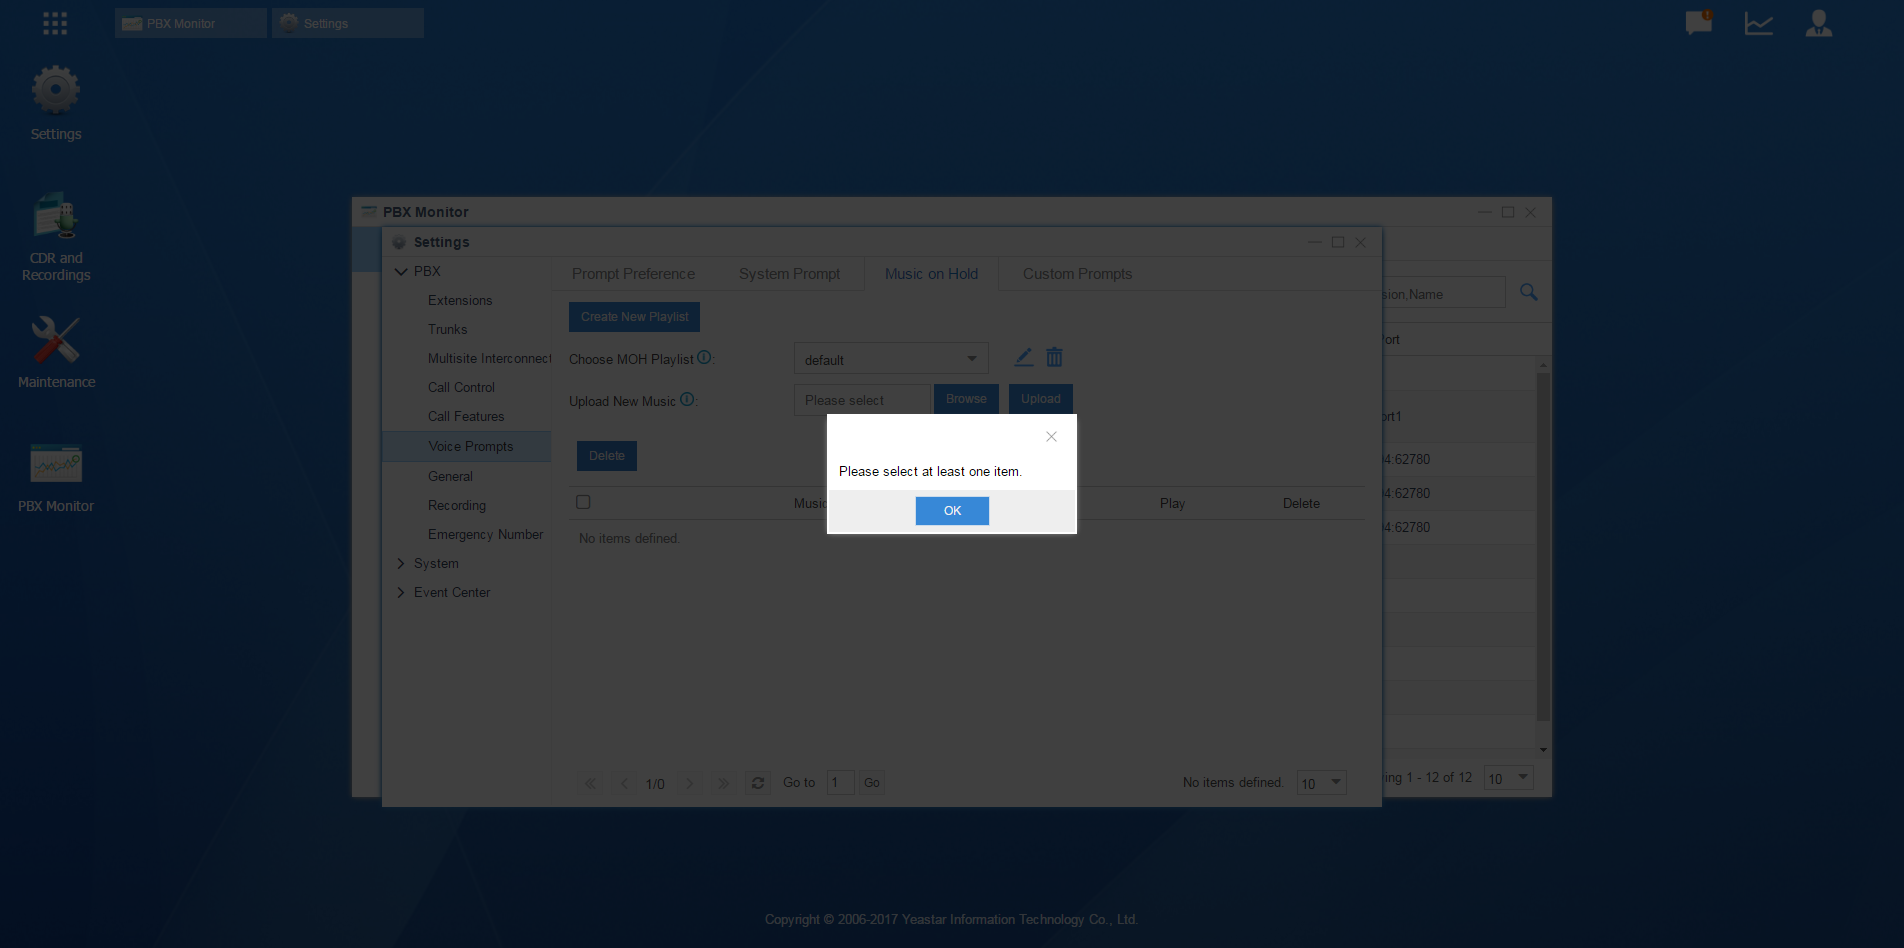 PBX Monitor
Settings
1
Settings
CDR and
Recordings
Maintenance
PBX Monitor
PBX Monitor
Settings
PBX
Extensions
Trunks
Multisite Interconnect
Call Control
Call Features
Voice Prompts
General
Recording
Emergency Number
System
Event Center
Prompt Preference
System Prompt
Music on Hold
Custom Prompts
Create New Playlist
Choose MOH Playlist :
default
Upload New Music :
Please select
Browse
Upload
Delete
Music
Play
Delete
No items defined.
Please select at least one item.
OK
1/0
Go to
1
Go
No items defined.
10
sion,Name
ort
ort1
4:62780
4:62780
4:62780
ing 1 - 12 of 12
10
Copyright © 2006-2017 Yeastar Information Technology Co., Ltd.